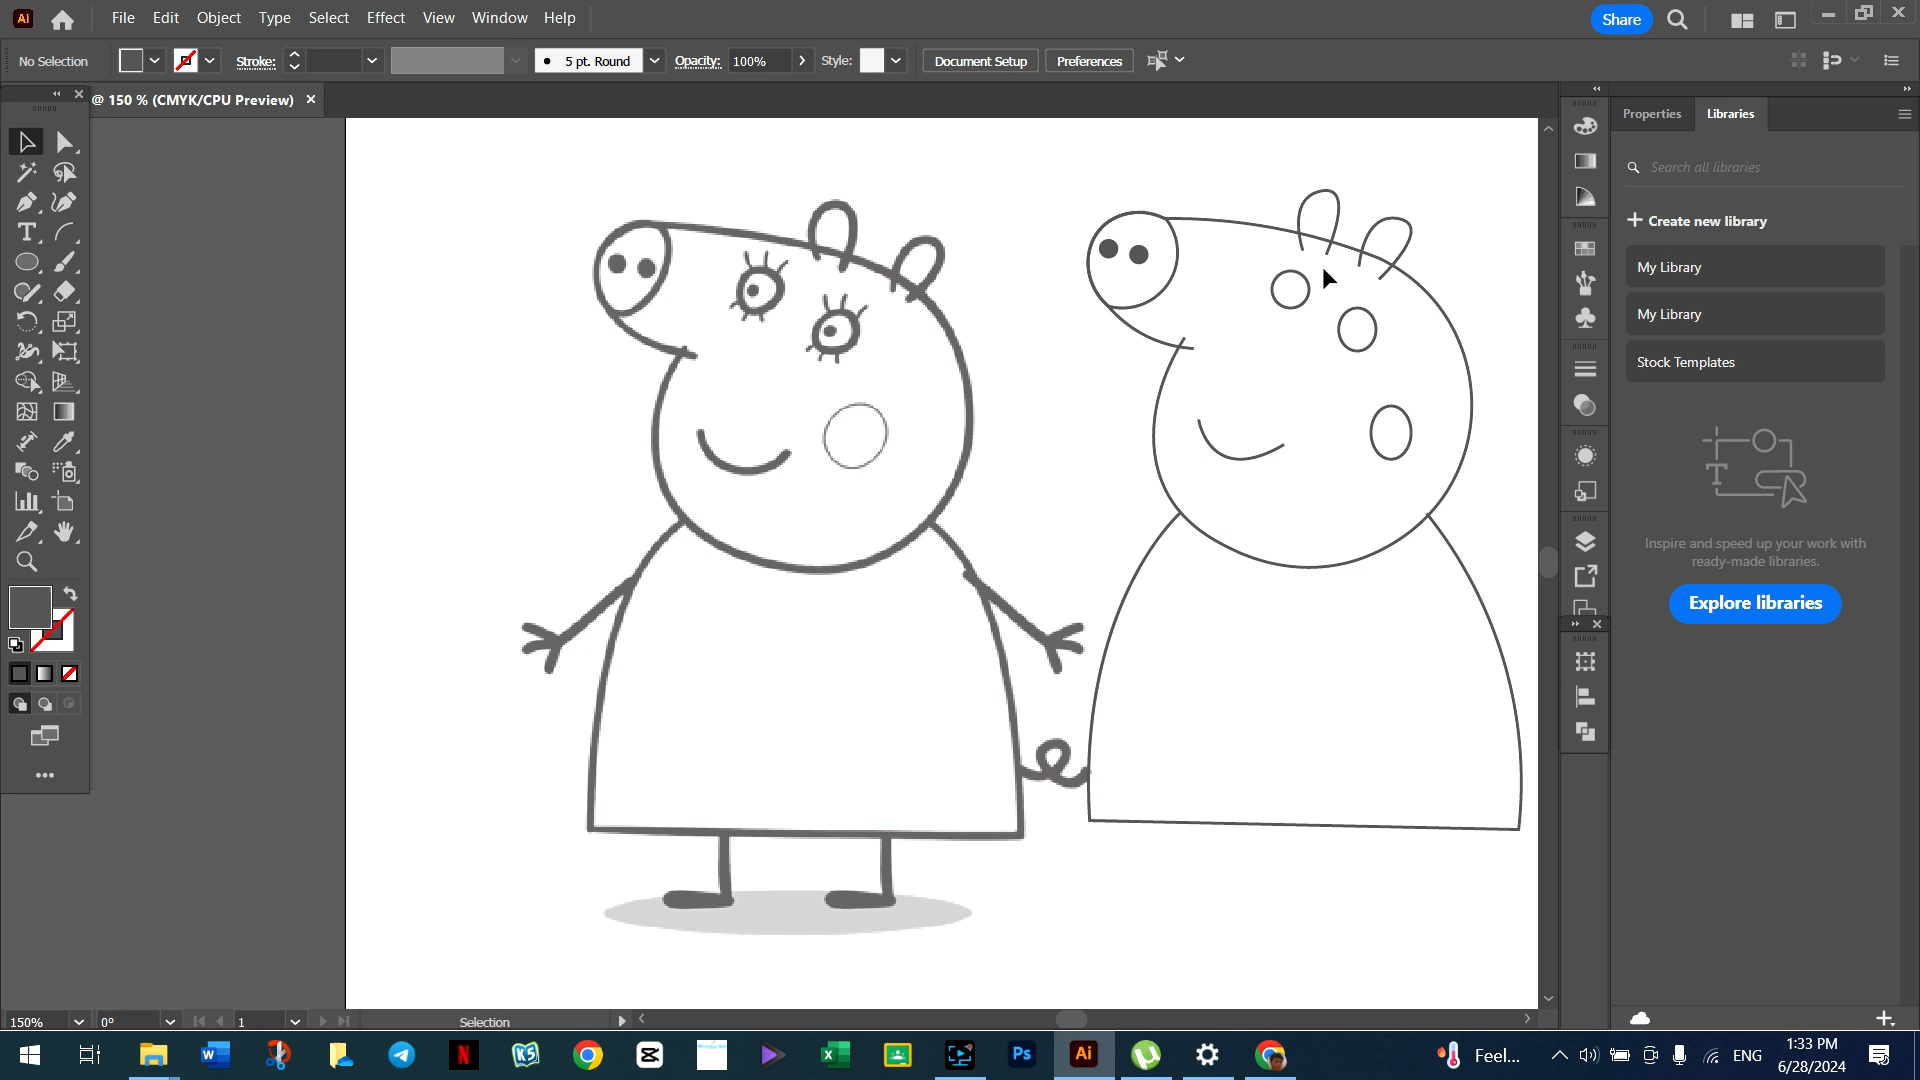 Ai File Edit Object Type Select Effect View Window Help Share
No Selection Stroke: 5 pt. Round Opacity: 100% Style: Document Setup Preferences
@ 150 % (CMYK/CPU Preview)
Properties Libraries
Search all libraries
Create new library
My Library
My Library
Stock Templates
T
Inspire and speed up your work with
ready-made libraries.
Explore libraries
150% 0° 1 Selection
W N K5 X Ps Ai Feel... ENG 1:33 PM
6/28/2024